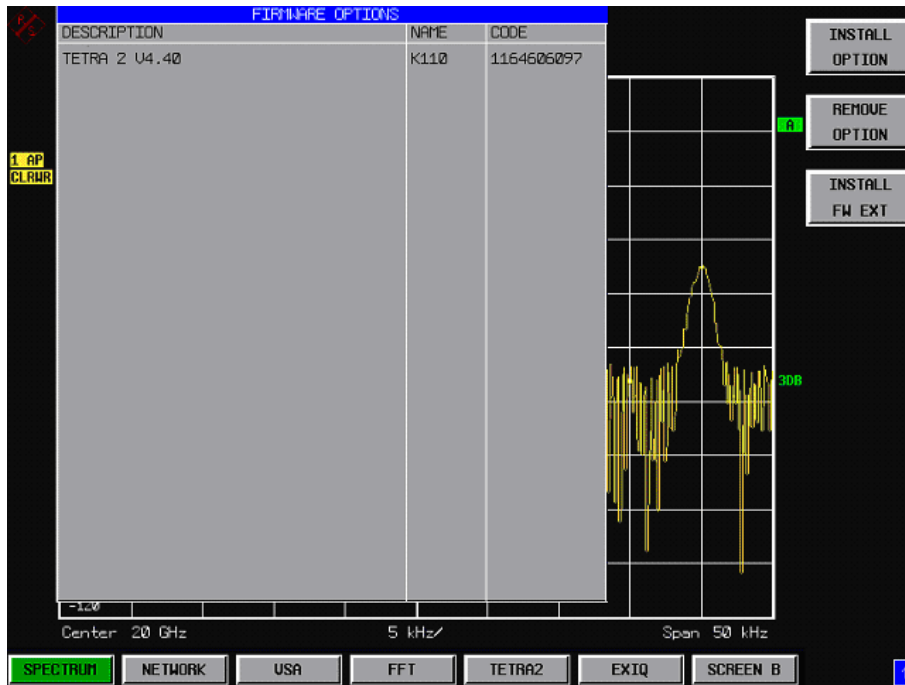 FIRMWARE OPTIONS
DESCRIPTION NAME CODE
TETRA 2 V4.40 K110 1164606097
INSTALL
OPTION
REMOVE
OPTION
INSTALL
FW EXT
A
1 AP
CLRWR
3DB
-120
Center 20 GHz 5 kHz/ Span 50 kHz
SPECTRUM NETWORK VSA FFT TETRA2 EXIQ SCREEN B